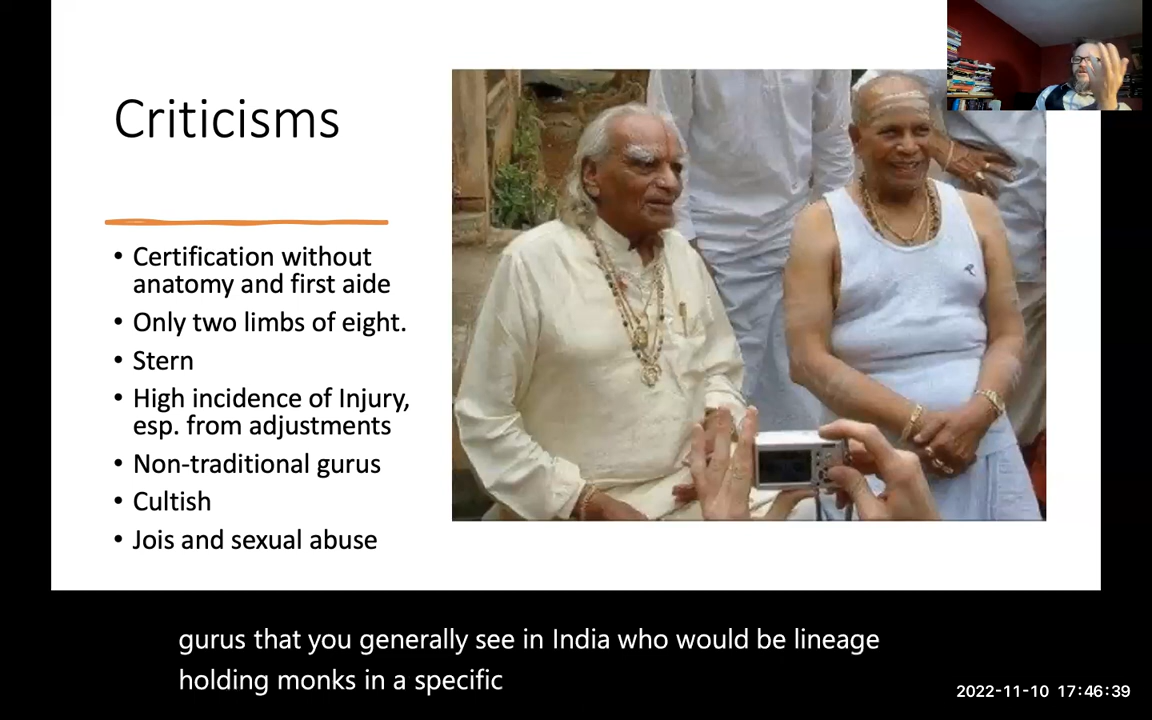 Criticisms
• Certification without
anatomy and first aide
• Only two limbs of eight.
• Stern
• High incidence of Injury,
esp. from adjustments
• Non-traditional gurus
• Cultish
• Jois and sexual abuse
gurus that you generally see in India who would be lineage
holding monks in a specific
2022-11-10 17:46:39